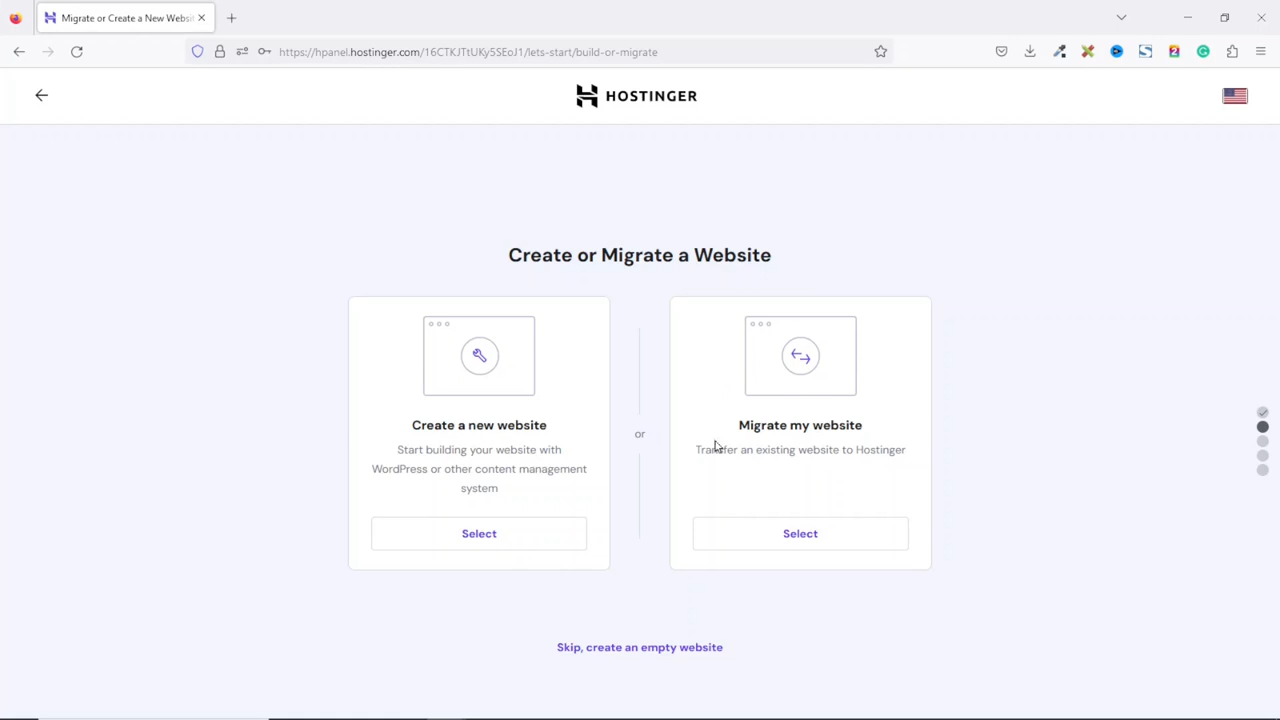 Migrate or Create a New Websit
https://hpanel.hostinger.com/16CTKJTtUKy5SEoJ1/lets-start/build-or-migrate
HOSTINGER
Create or Migrate a Website
Create a new website
Start building your website with
WordPress or other content management
system
Select
or
Migrate my website
Transfer an existing website to Hostinger
Select
Skip, create an empty website